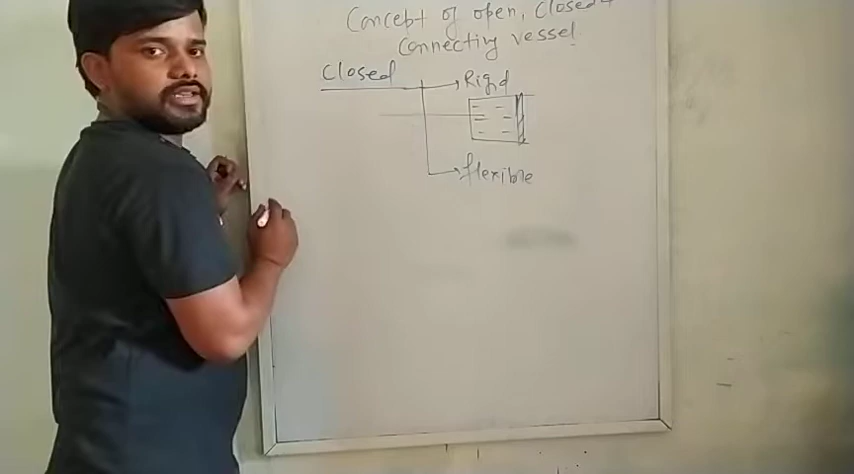 Concept of open, closed +
Connecting vessel
Closed
Rigid
flexible